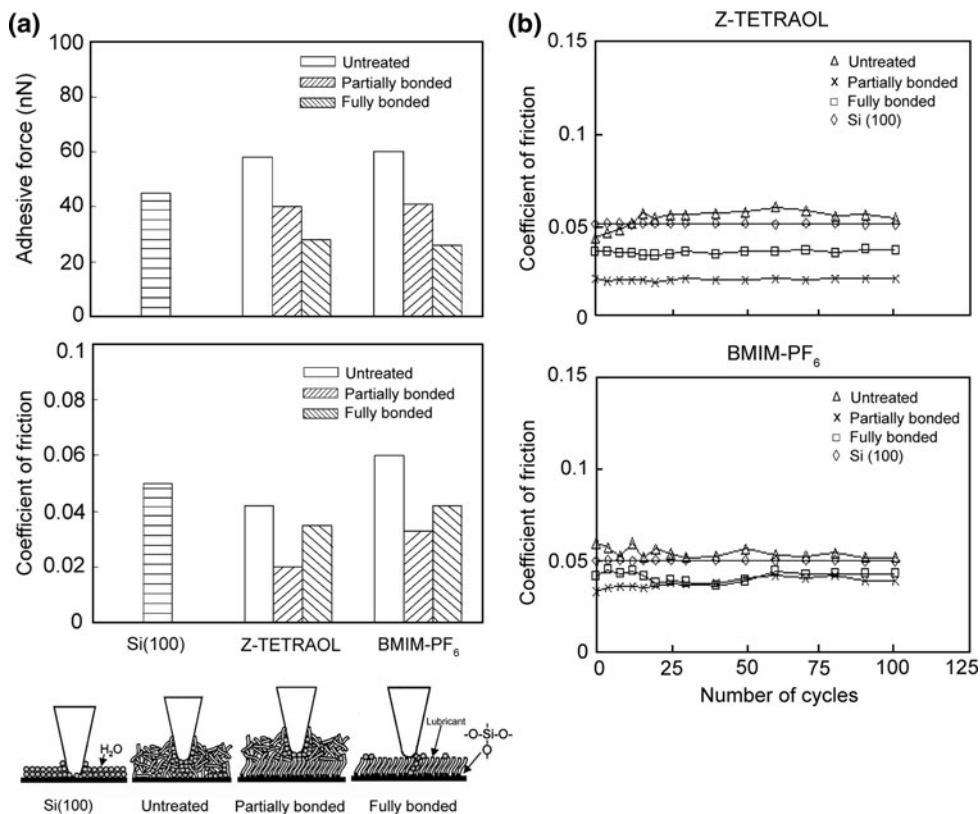 (a)
100
80
60
40
20
0
Adhesive force (nN)
Untreated
Partially bonded
Fully bonded
0.1
0.08
0.06
0.04
0.02
0
Coefficient of friction
Untreated
Partially bonded
Fully bonded
Si(100)
Z-TETRAOL
BMIM-PF₆
H₂O
Lubricant
-O-Si-O-
O
Si(100)
Untreated
Partially bonded
Fully bonded
(b)
Z-TETRAOL
0.15
0.1
0.05
0
Coefficient of friction
Untreated
Partially bonded
Fully bonded
Si (100)
BMIM-PF₆
0.15
0.1
0.05
0
Coefficient of friction
Untreated
Partially bonded
Fully bonded
Si (100)
0 25 50 75 100 125
Number of cycles